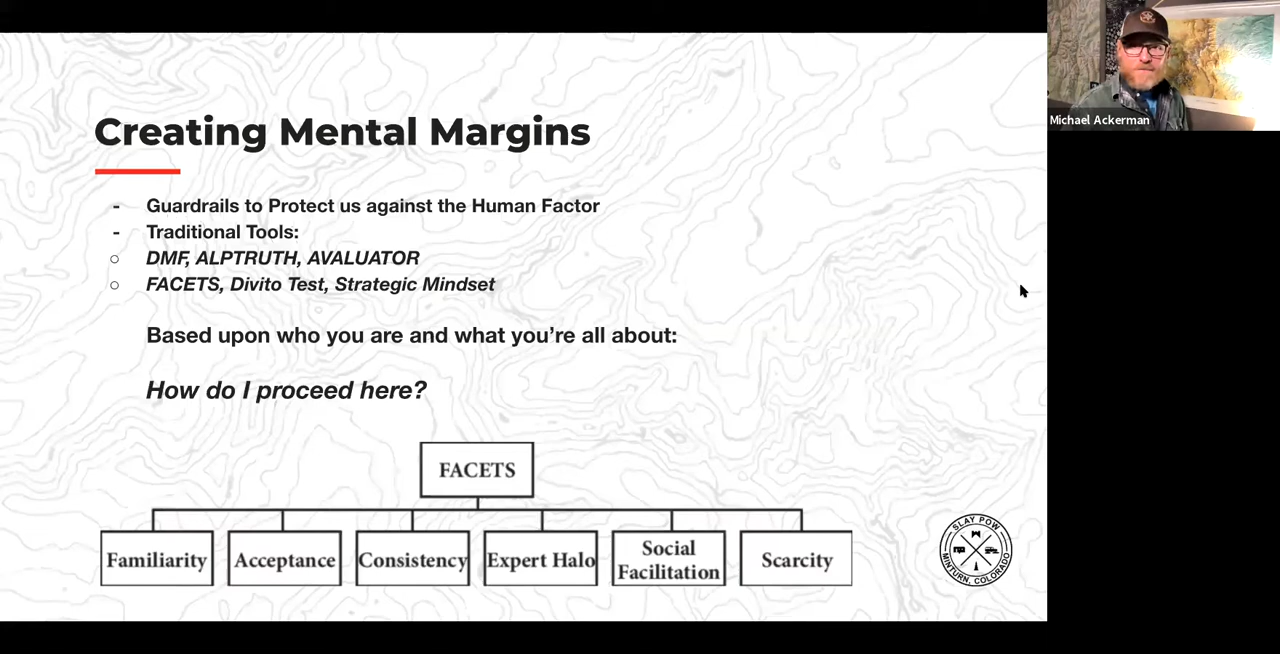 Creating Mental Margins
- Guardrails to Protect us against the Human Factor
- Traditional Tools:
○ DMF, ALPTRUTH, AVALUATOR
○ FACETS, Divito Test, Strategic Mindset
Based upon who you are and what you’re all about:
How do I proceed here?
FACETS
Familiarity
Acceptance
Consistency
Expert Halo
Social
Facilitation
Scarcity
SLAY POW
MINTURN, COLORADO
Michael Ackerman